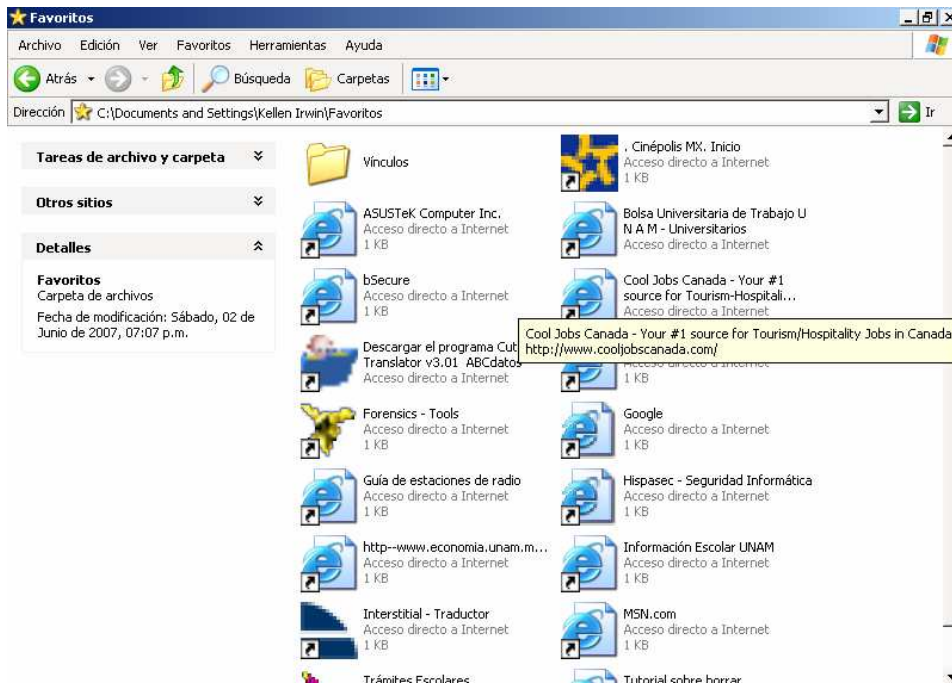 Favoritos
Archivo Edición Ver Favoritos Herramientas Ayuda
Atrás Búsqueda Carpetas
Dirección C:\Documents and Settings\Kellen Irwin\Favoritos Ir
Tareas de archivo y carpeta
Otros sitios
Detalles
Favoritos
Carpeta de archivos
Fecha de modificación: Sábado, 02 de
Junio de 2007, 07:07 p.m.
Vínculos
. Cinépolis MX. Inicio
Acceso directo a Internet
1 KB
ASUSTeK Computer Inc.
Acceso directo a Internet
1 KB
Bolsa Universitaria de Trabajo U
N A M - Universitarios
Acceso directo a Internet
bSecure
Acceso directo a Internet
1 KB
Cool Jobs Canada - Your #1
source for Tourism-Hospitali...
Acceso directo a Internet
Cool Jobs Canada - Your #1 source for Tourism/Hospitality Jobs in Canada
http://www.cooljobscanada.com/
Descargar el programa Cut
Translator v3.01 ABCdatos
Acceso directo a Internet
Acceso directo a Internet
1 KB
Forensics - Tools
Acceso directo a Internet
1 KB
Google
Acceso directo a Internet
1 KB
Guía de estaciones de radio
Acceso directo a Internet
1 KB
Hispasec - Seguridad Informática
Acceso directo a Internet
1 KB
http--www.economia.unam.m...
Acceso directo a Internet
1 KB
Información Escolar UNAM
Acceso directo a Internet
1 KB
Interstitial - Traductor
Acceso directo a Internet
1 KB
MSN.com
Acceso directo a Internet
1 KB
Trámites Escolares
Tutorial sobre borrar